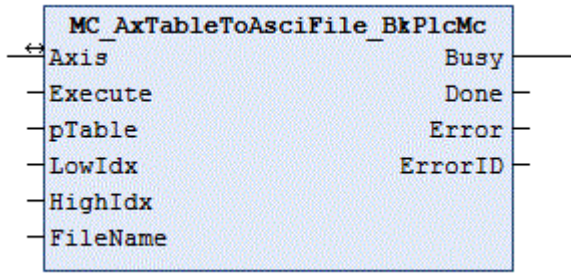 MC_AxTableToAsciFile_BkPlcMc
Axis Busy
Execute Done
pTable Error
LowIdx ErrorID
HighIdx
FileName